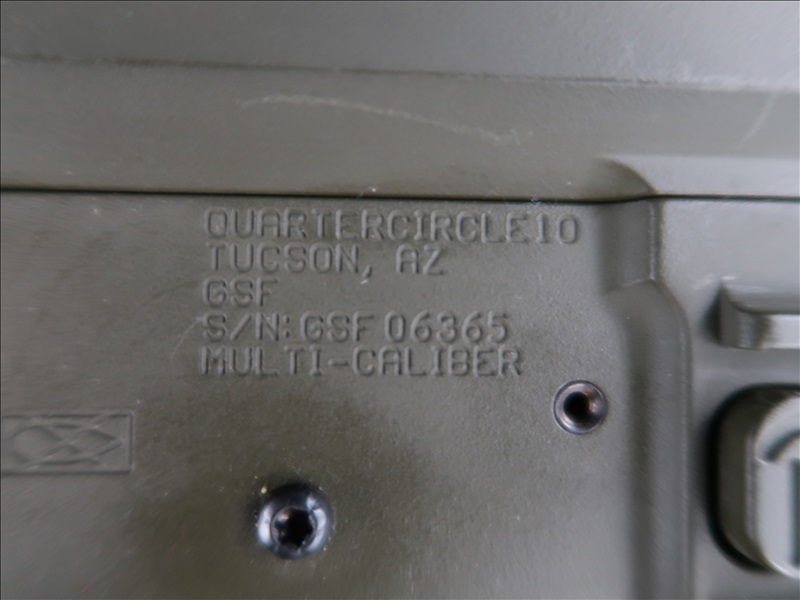 QUARTERCIRCLE10
TUCSON, AZ
GSF
S/N: GSF 06365
MULTI-CALIBER